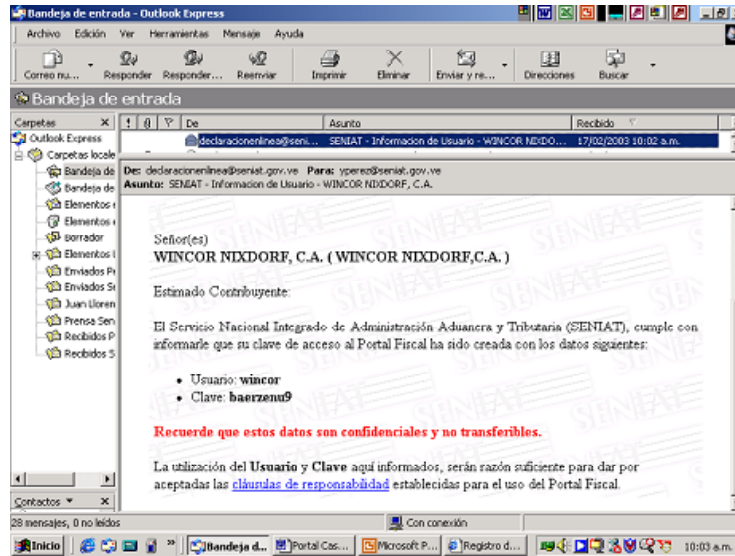 Bandeja de entrada - Outlook Express
Archivo Edición Ver Herramientas Mensaje Ayuda
Correo nu... Responder Responder... Reenviar Imprimir Eliminar Enviar y re... Direcciones Buscar
Bandeja de entrada
Carpetas X ! De Asunto Recibido
Outlook Express declaracionenlinea@seni... SENIAT - Informacion de Usuario - WINCOR NIXDO... 17/02/2003 10:02 a.m.
Carpetas locale
Bandeja de
Bandeja de
Elementos
Elementos
Borrador
Elementos
Enviados Pr
Enviados Se
Juan Lloren
Prensa Sen
Recibidos P
Recibidos S
Contactos X
De: declaracionenlinea@seniat.gov.ve Para: yperez@seniat.gov.ve
Asunto: SENIAT - Informacion de Usuario - WINCOR NIXDORF, C.A.
SENIAT
Señor(es)
WINCOR NIXDORF, C.A. ( WINCOR NIXDORF,C.A. )
Estimado Contribuyente:
El Servicio Nacional Integrado de Administración Aduanera y Tributaria (SENIAT), cumple con
informarle que su clave de acceso al Portal Fiscal ha sido creada con los datos siguientes:
• Usuario: wincor
• Clave: baerzenu9
Recuerde que estos datos son confidenciales y no transferibles.
La utilización del Usuario y Clave aquí informados, serán razón suficiente para dar por
aceptadas las cláusulas de responsabilidad establecidas para el uso del Portal Fiscal.
28 mensajes, 0 no leídos Con conexión
Inicio » Bandeja d... Portal Cas... Microsoft P... Registro d... 10:03 a.m.